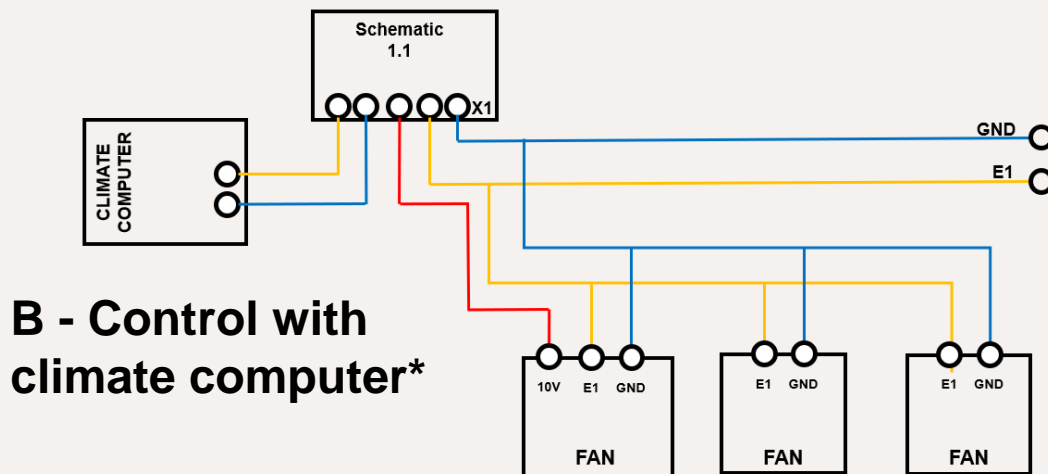 Schematic
1.1
X1
CLIMATE
COMPUTER
GND
E1
B - Control with
climate computer*
10V E1 GND
FAN
E1 GND
FAN
E1 GND
FAN